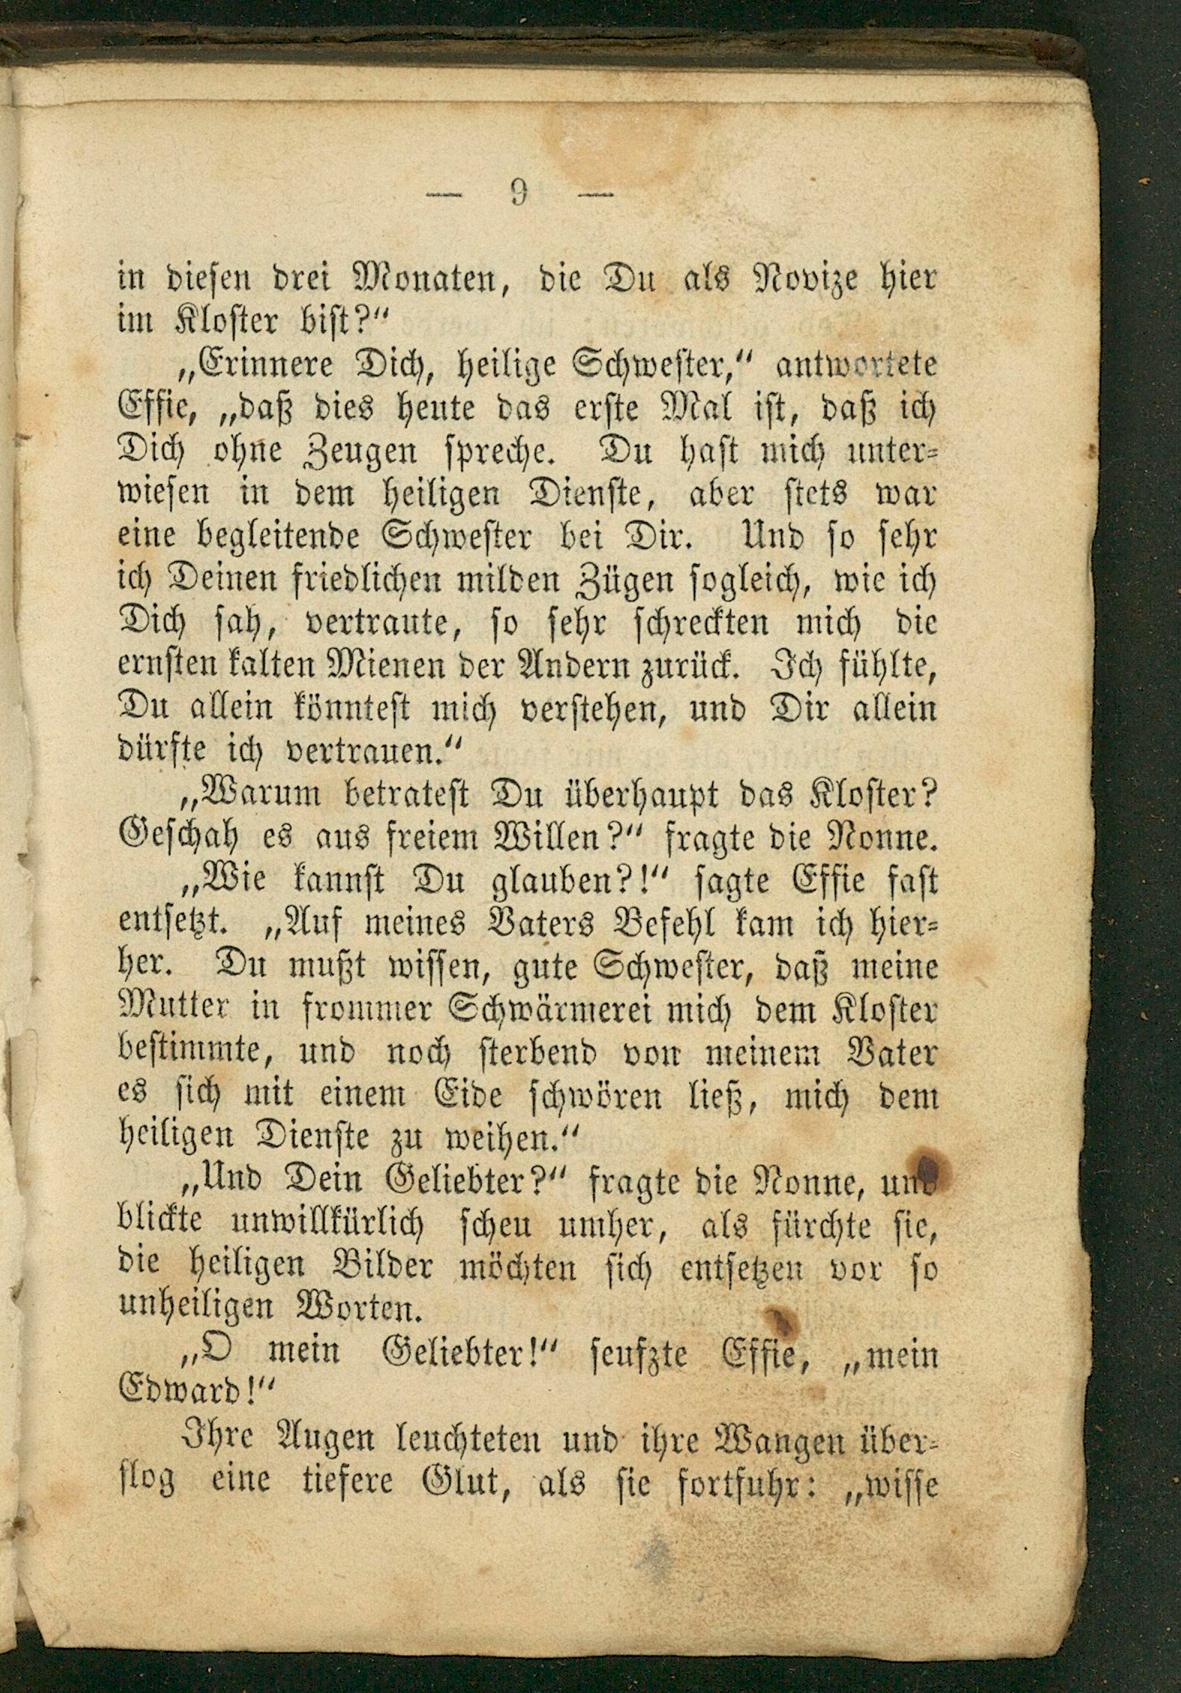 — 9 —
in diesen drei Monaten, die Du als Novize hier
im Kloster bist?“
„Erinnere Dich, heilige Schwester,“ antwortete
Effie, „daß dies heute das erste Mal ist, daß ich
Dich ohne Zeugen spreche. Du hast mich unter-
wiesen in dem heiligen Dienste, aber stets war
eine begleitende Schwester bei Dir. Und so sehr
ich Deinen friedlichen milden Zügen sogleich, wie ich
Dich sah, vertraute, so sehr schreckten mich die
ernsten kalten Mienen der Andern zurück. Ich fühlte,
Du allein könntest mich verstehen, und Dir allein
dürfte ich vertrauen.“
„Warum betratest Du überhaupt das Kloster?
Geschah es aus freiem Willen?“ fragte die Nonne.
„Wie kannst Du glauben?!“ sagte Effie fast
entsetzt. „Auf meines Vaters Befehl kam ich hier-
her. Du mußt wissen, gute Schwester, daß meine
Mutter in frommer Schwärmerei mich dem Kloster
bestimmte, und noch sterbend von meinem Vater
es sich mit einem Eide schwören ließ, mich dem
heiligen Dienste zu weihen.“
„Und Dein Geliebter?“ fragte die Nonne, und
blickte unwillkürlich scheu umher, als fürchte sie,
die heiligen Bilder möchten sich entsetzen vor so
unheiligen Worten.
„O mein Geliebter!“ seufzte Effie, „mein
Edward!“
Ihre Augen leuchteten und ihre Wangen über-
flog eine tiefere Glut, als sie fortfuhr: „wisse